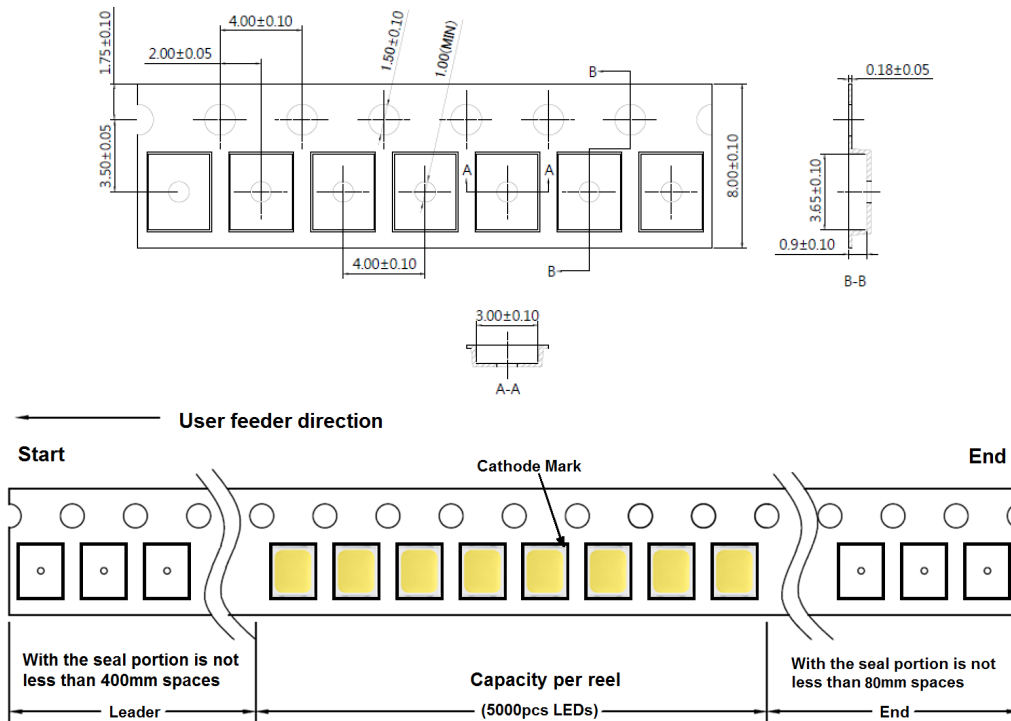 4.00±0.10
1.75±0.10
2.00±0.05
1.50±0.10
1.00(MIN)
B
0.18±0.05
3.50±0.05
A
A
8.00±0.10
3.65±0.10
4.00±0.10
B
0.9±0.10
B-B
3.00±0.10
A-A
User feeder direction
Start
Cathode Mark
End
With the seal portion is not
less than 400mm spaces
Capacity per reel
With the seal portion is not
less than 80mm spaces
Leader
(5000pcs LEDs)
End